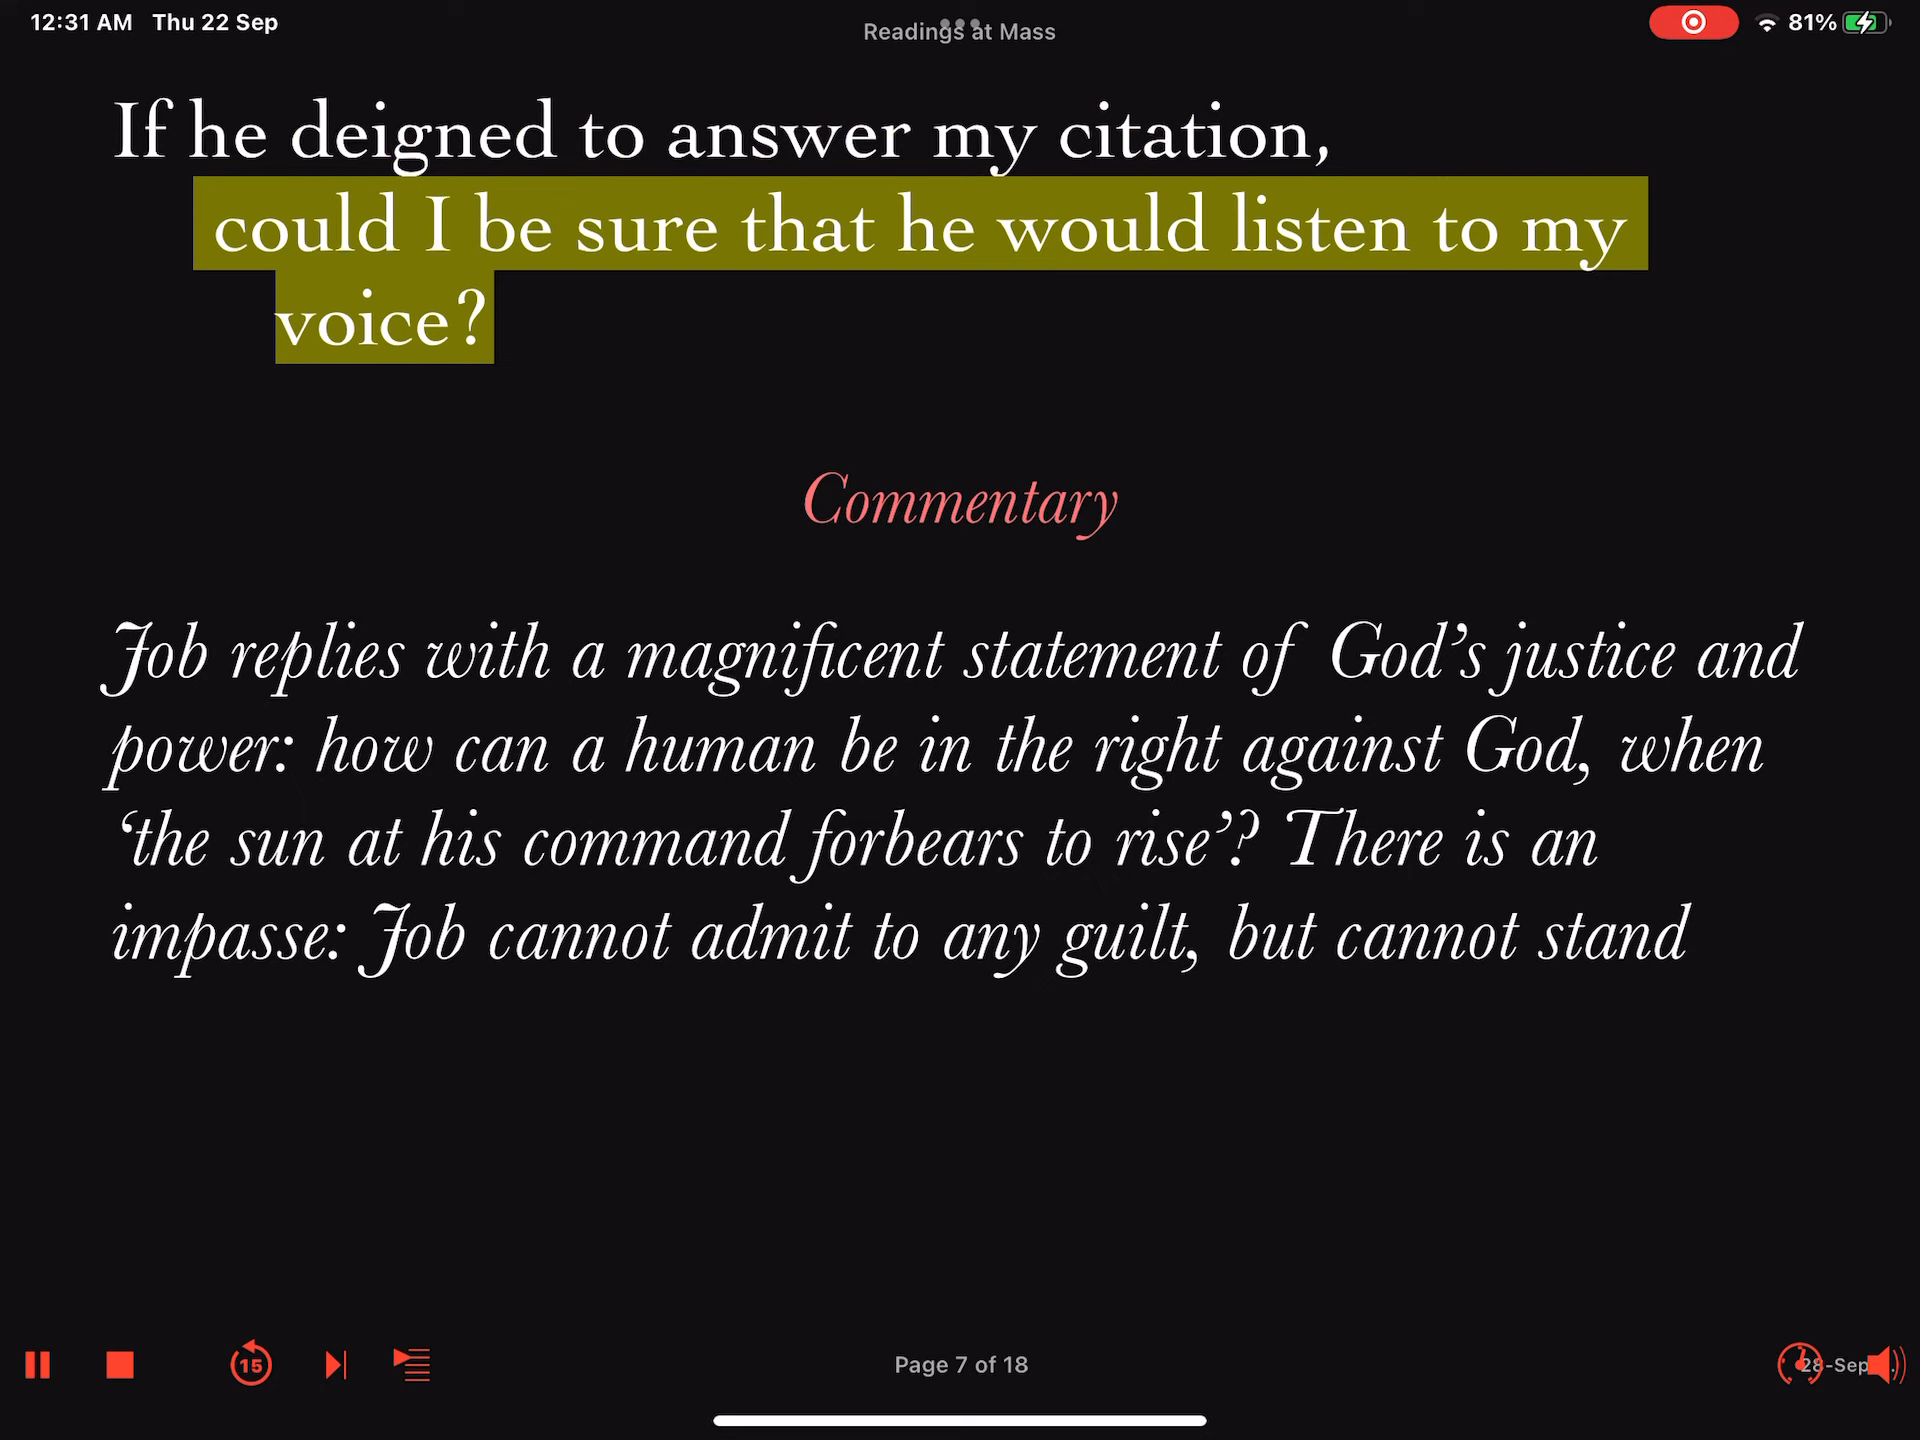 12:31 AM Thu 22 Sep
Readings at Mass
81%
If he deigned to answer my citation,
could I be sure that he would listen to my
voice?
Commentary
Job replies with a magnificent statement of God’s justice and
power: how can a human be in the right against God, when
‘the sun at his command forbears to rise’? There is an
impasse: Job cannot admit to any guilt, but cannot stand
15
Page 7 of 18
28-Sep